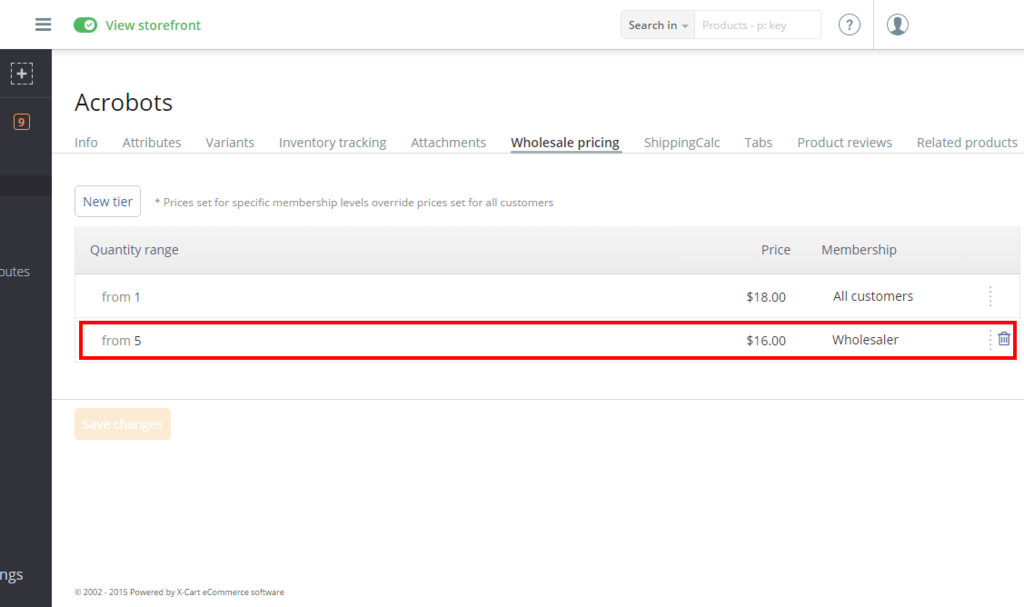 View storefront
Search in
Products - p: key
?
9
Acrobots
Info Attributes Variants Inventory tracking Attachments Wholesale pricing ShippingCalc Tabs Product reviews Related products
New tier
* Prices set for specific membership levels override prices set for all customers
Quantity range Price Membership
from 1 $18.00 All customers
from 5 $16.00 Wholesaler
outes
Save changes
ngs
© 2002 - 2015 Powered by X-Cart eCommerce software